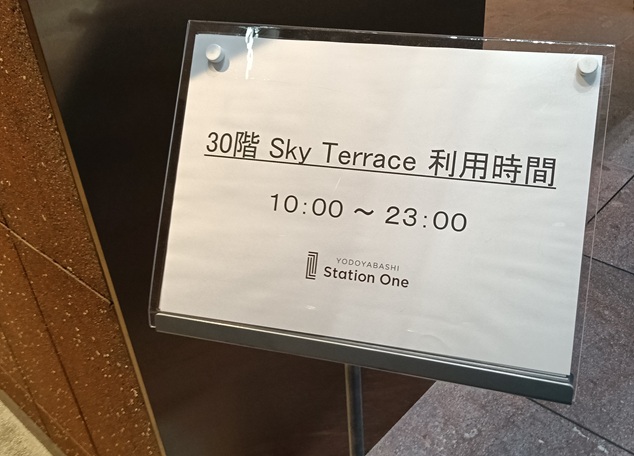 30階 Sky Terrace 利用時間
10:00 ～ 23:00
YODOYABASHI
Station One